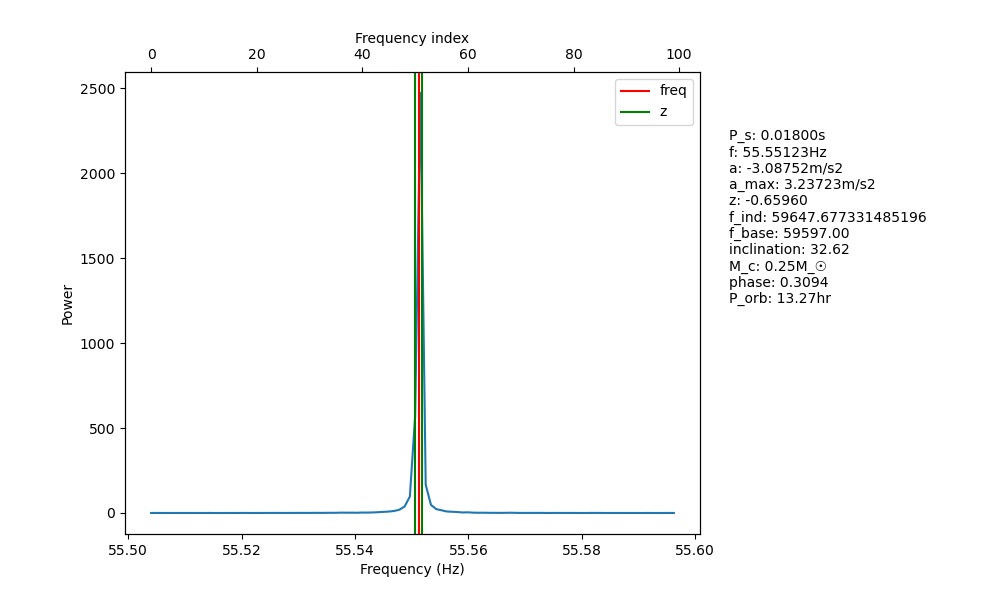 Frequency index
0 20 40 60 80 100
2500
2000
1500
1000
500
0
Power
55.50 55.52 55.54 55.56 55.58 55.60
Frequency (Hz)
freq
z
P_s: 0.01800s
f: 55.55123Hz
a: -3.08752m/s2
a_max: 3.23723m/s2
z: -0.65960
f_ind: 59647.677331485196
f_base: 59597.00
inclination: 32.62
M_c: 0.25M_☉
phase: 0.3094
P_orb: 13.27hr